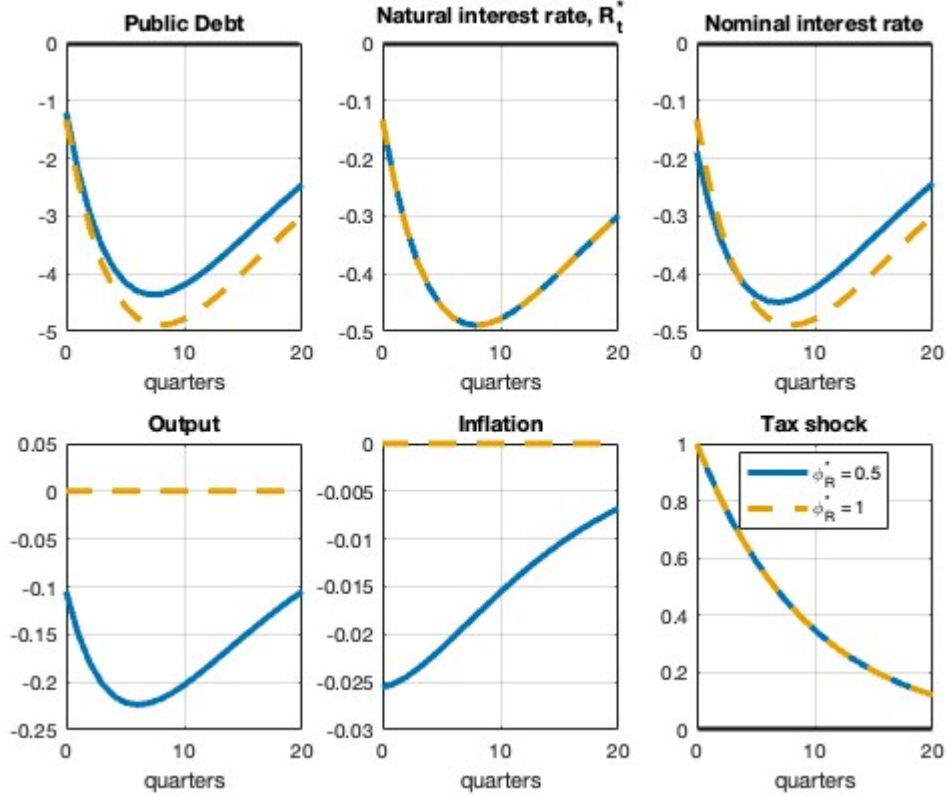 Public Debt
0
-1
-2
-3
-4
-5
0 10 20
quarters
Natural interest rate, R*t
0
-0.1
-0.2
-0.3
-0.4
-0.5
0 10 20
quarters
Nominal interest rate
0
-0.1
-0.2
-0.3
-0.4
-0.5
0 10 20
quarters
Output
0.05
0
-0.05
-0.1
-0.15
-0.2
-0.25
0 10 20
quarters
Inflation
0
-0.005
-0.01
-0.015
-0.02
-0.025
-0.03
0 10 20
quarters
Tax shock
1
0.8
0.6
0.4
0.2
0
ϕ*R = 0.5
ϕ*R = 1
0 10 20
quarters